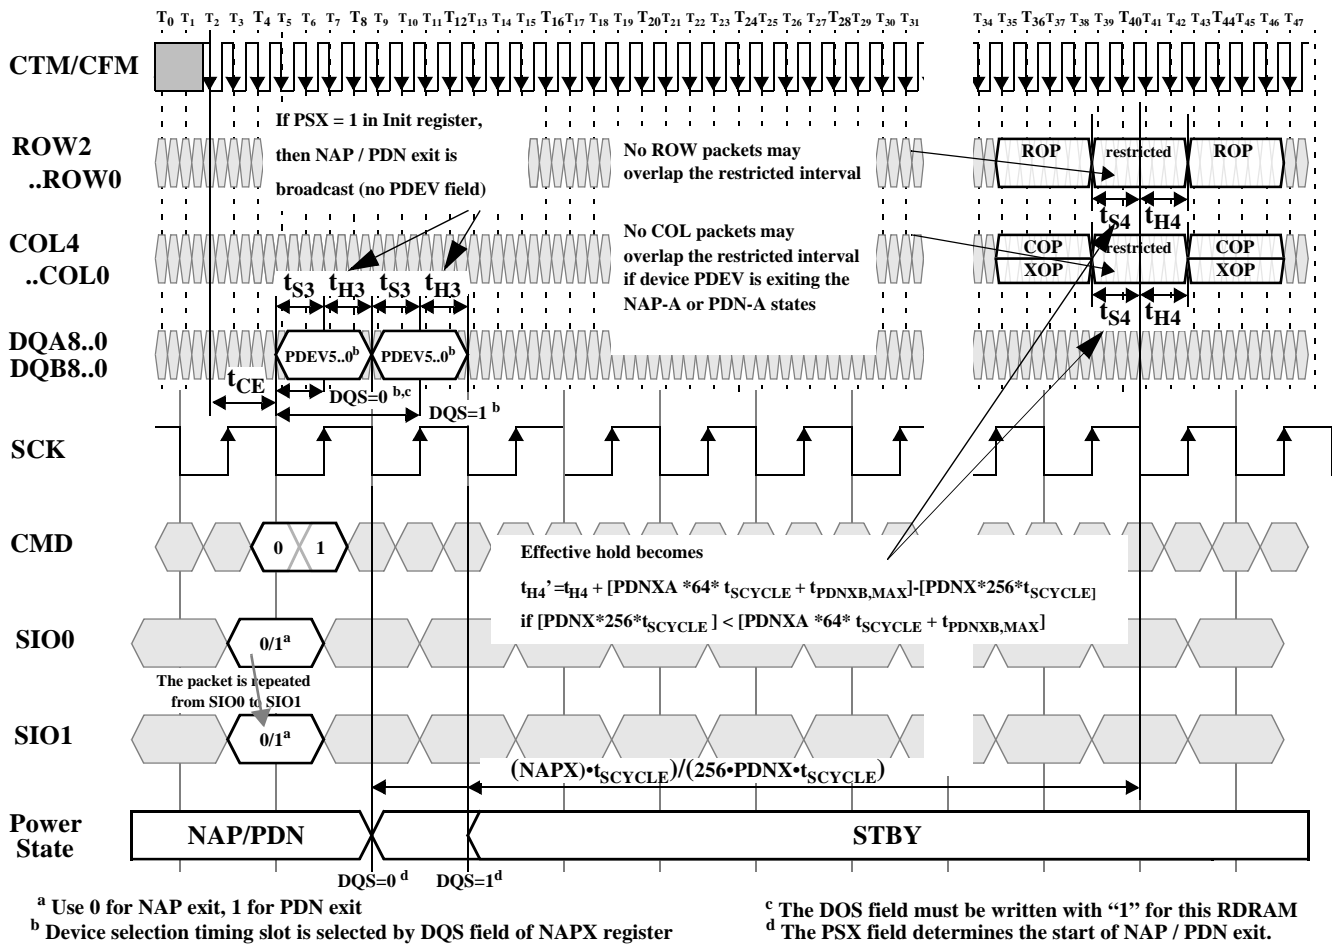 T0 T1 T2 T3 T4 T5 T6 T7 T8 T9 T10 T11 T12 T13 T14 T15 T16 T17 T18 T19 T20 T21 T22 T23 T24 T25 T26 T27 T28 T29 T30 T31 T34 T35 T36 T37 T38 T39 T40 T41 T42 T43 T44 T45 T46 T47
CTM/CFM
If PSX = 1 in Init register,
then NAP / PDN exit is
broadcast (no PDEV field)
ROW2
..ROW0
No ROW packets may
overlap the restricted interval
ROP restricted ROP
tS4 tH4
COL4
..COL0
No COL packets may
overlap the restricted interval
if device PDEV is exiting the
NAP-A or PDN-A states
COP restricted COP
XOP XOP
tS3 tH3 tS3 tH3
tS4 tH4
DQA8..0
DQB8..0
PDEV5..0b PDEV5..0b
tCE
DQS=0 b,c
DQS=1 b
SCK
CMD
0 1
Effective hold becomes
tH4’=tH4 + [PDNXA *64* tSCYCLE + tPDNXB,MAX]-[PDNX*256*tSCYCLE]
if [PDNX*256*tSCYCLE ] < [PDNXA *64* tSCYCLE + tPDNXB,MAX]
SIO0
0/1a
The packet is repeated
from SIO0 to SIO1
SIO1
0/1a
(NAPX)•tSCYCLE)/(256•PDNX•tSCYCLE)
Power
State
NAP/PDN STBY
DQS=0 d DQS=1d
a Use 0 for NAP exit, 1 for PDN exit
b Device selection timing slot is selected by DQS field of NAPX register
c The DOS field must be written with “1” for this RDRAM
d The PSX field determines the start of NAP / PDN exit.